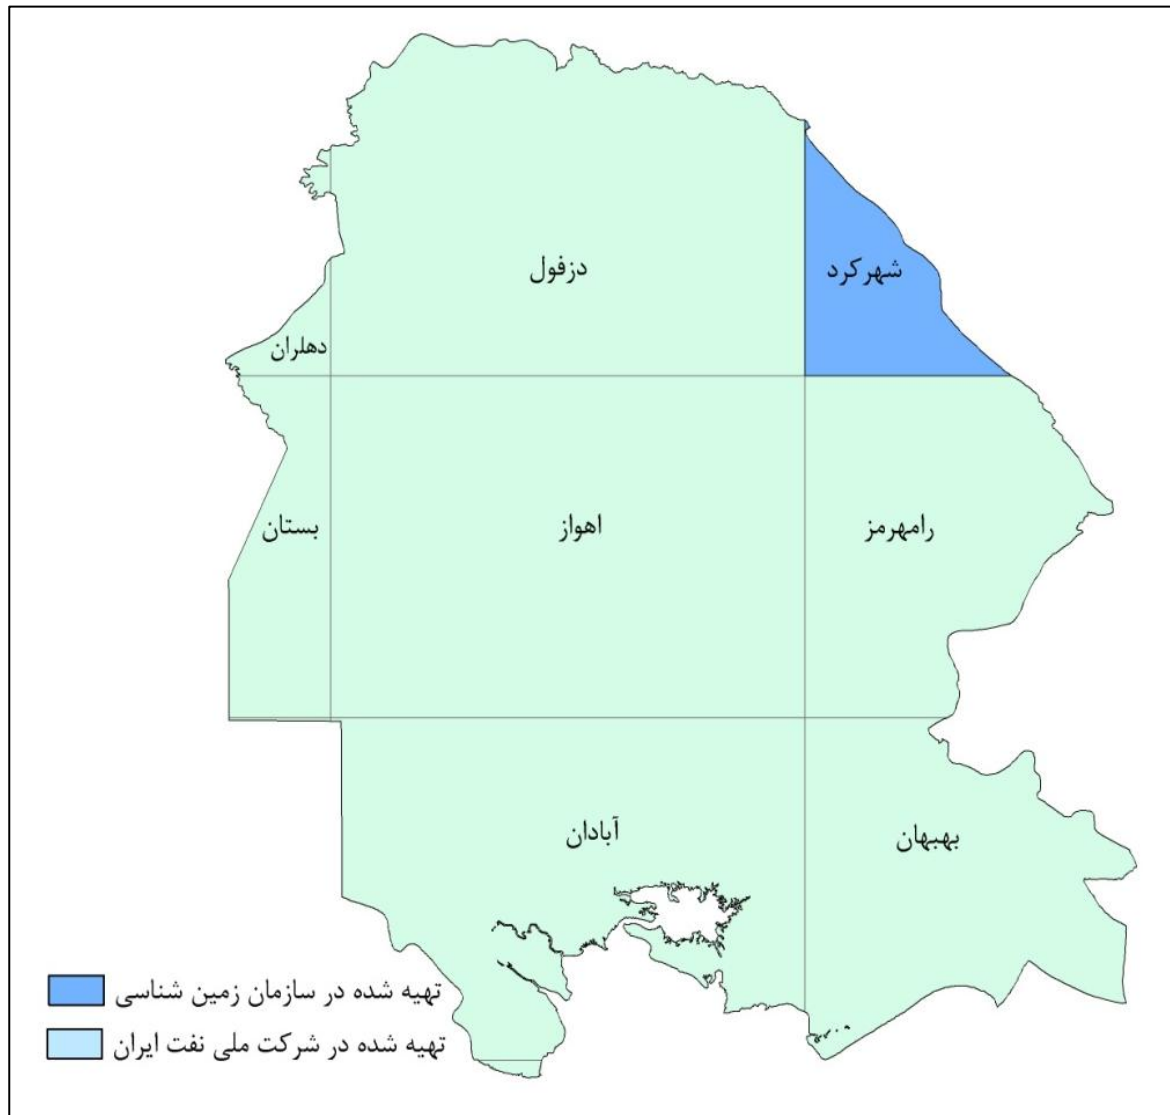 دزفول
شهرکرد
دهلران
بستان
اهواز
رامهرمز
آبادان
بهبهان
تهیه شده در سازمان زمین شناسی
تهیه شده در شرکت ملی نفت ایران